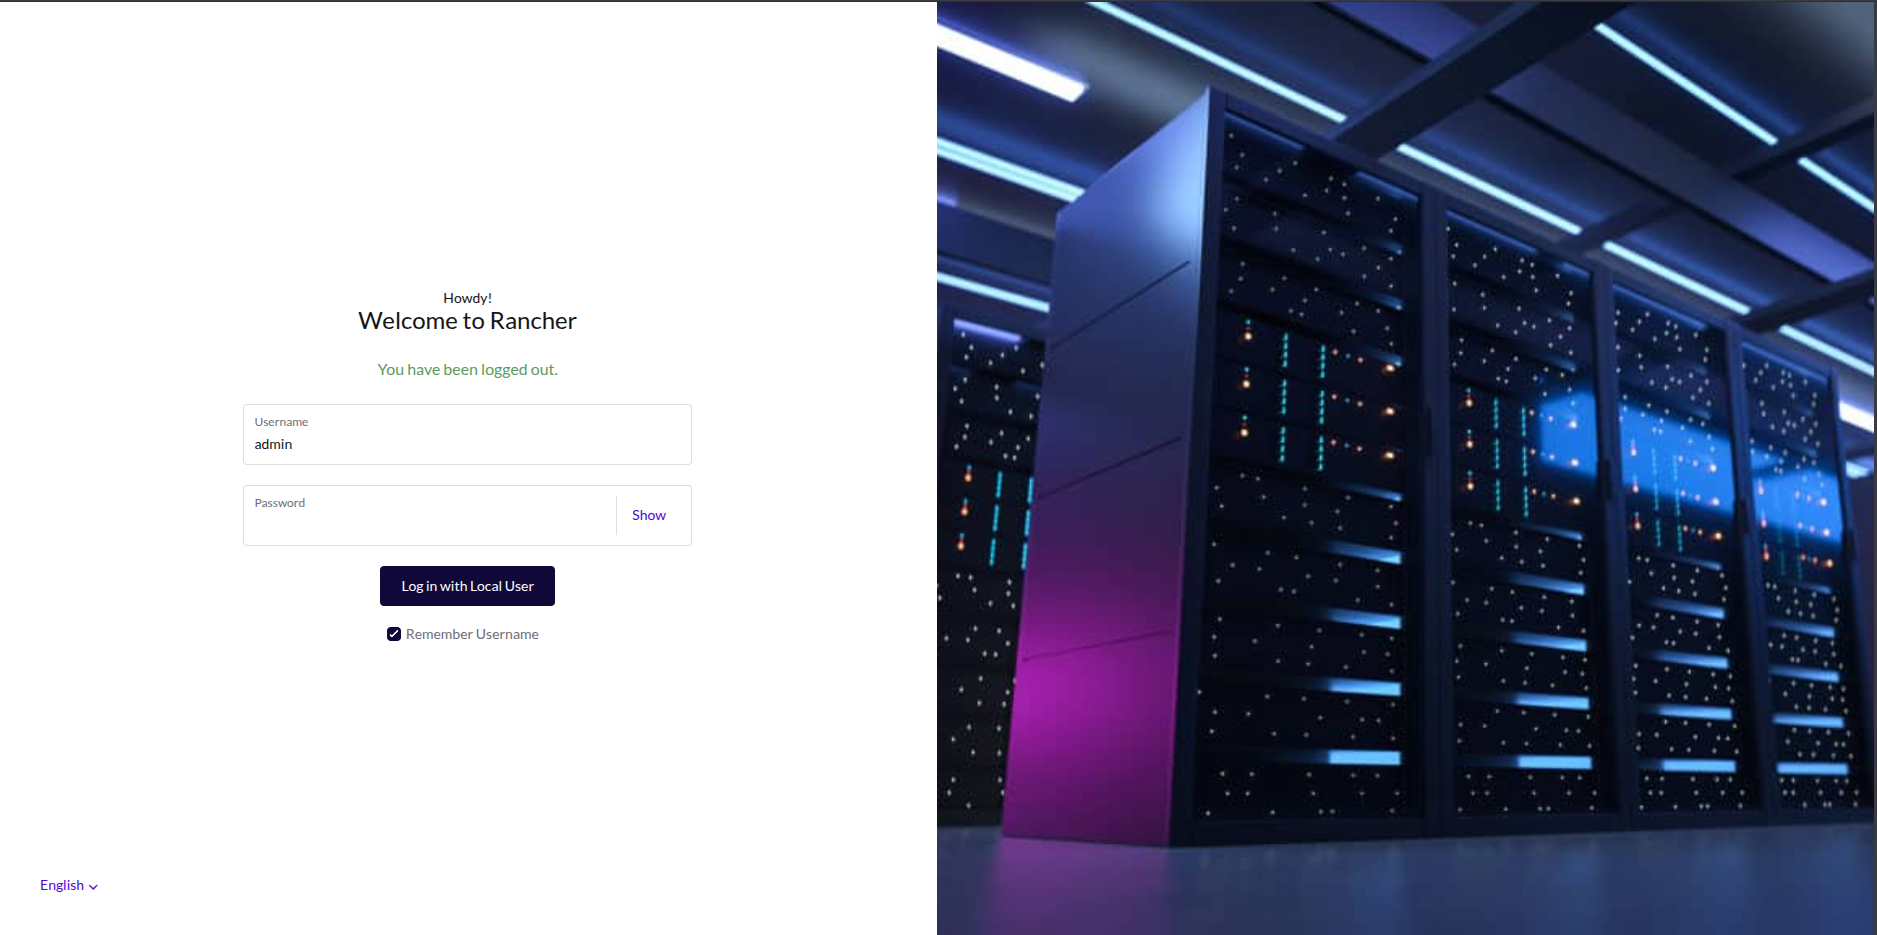 Howdy!
Welcome to Rancher
You have been logged out.
Username
admin
Password
Show
Log in with Local User
Remember Username
English